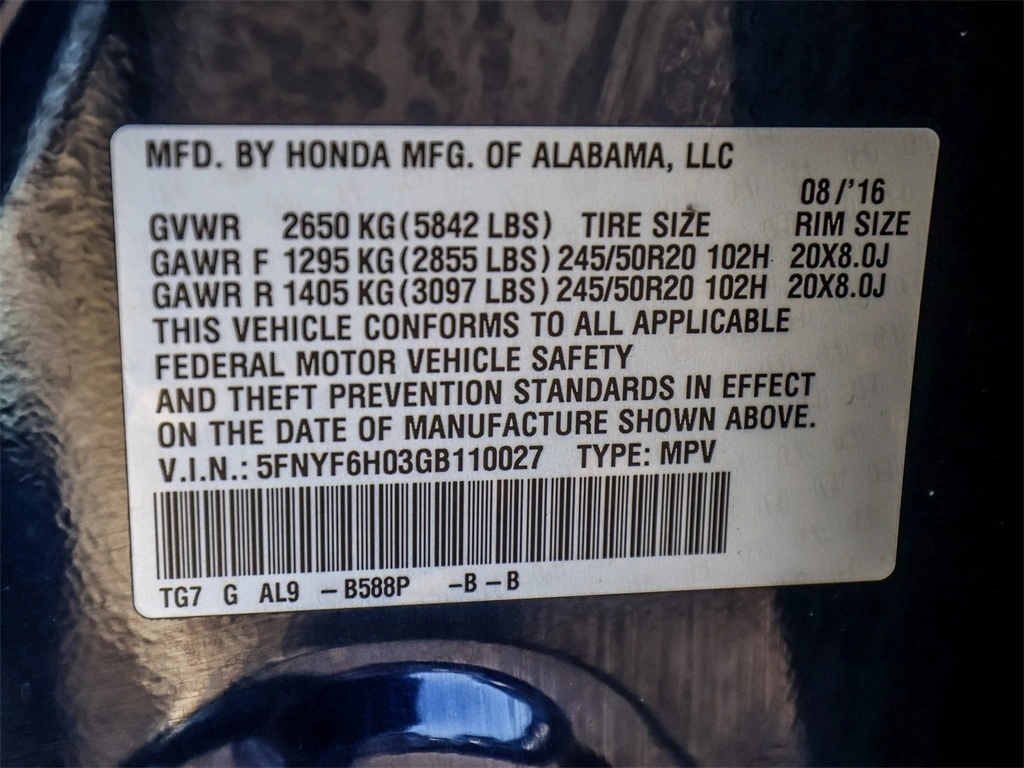 MFD. BY HONDA MFG. OF ALABAMA, LLC
08/'16
GVWR 2650 KG (5842 LBS) TIRE SIZE RIM SIZE
GAWR F 1295 KG (2855 LBS) 245/50R20 102H 20X8.0J
GAWR R 1405 KG (3097 LBS) 245/50R20 102H 20X8.0J
THIS VEHICLE CONFORMS TO ALL APPLICABLE
FEDERAL MOTOR VEHICLE SAFETY
AND THEFT PREVENTION STANDARDS IN EFFECT
ON THE DATE OF MANUFACTURE SHOWN ABOVE.
V.I.N.: 5FNYF6H03GB110027 TYPE: MPV
TG7 G AL9 – B588P –B – B